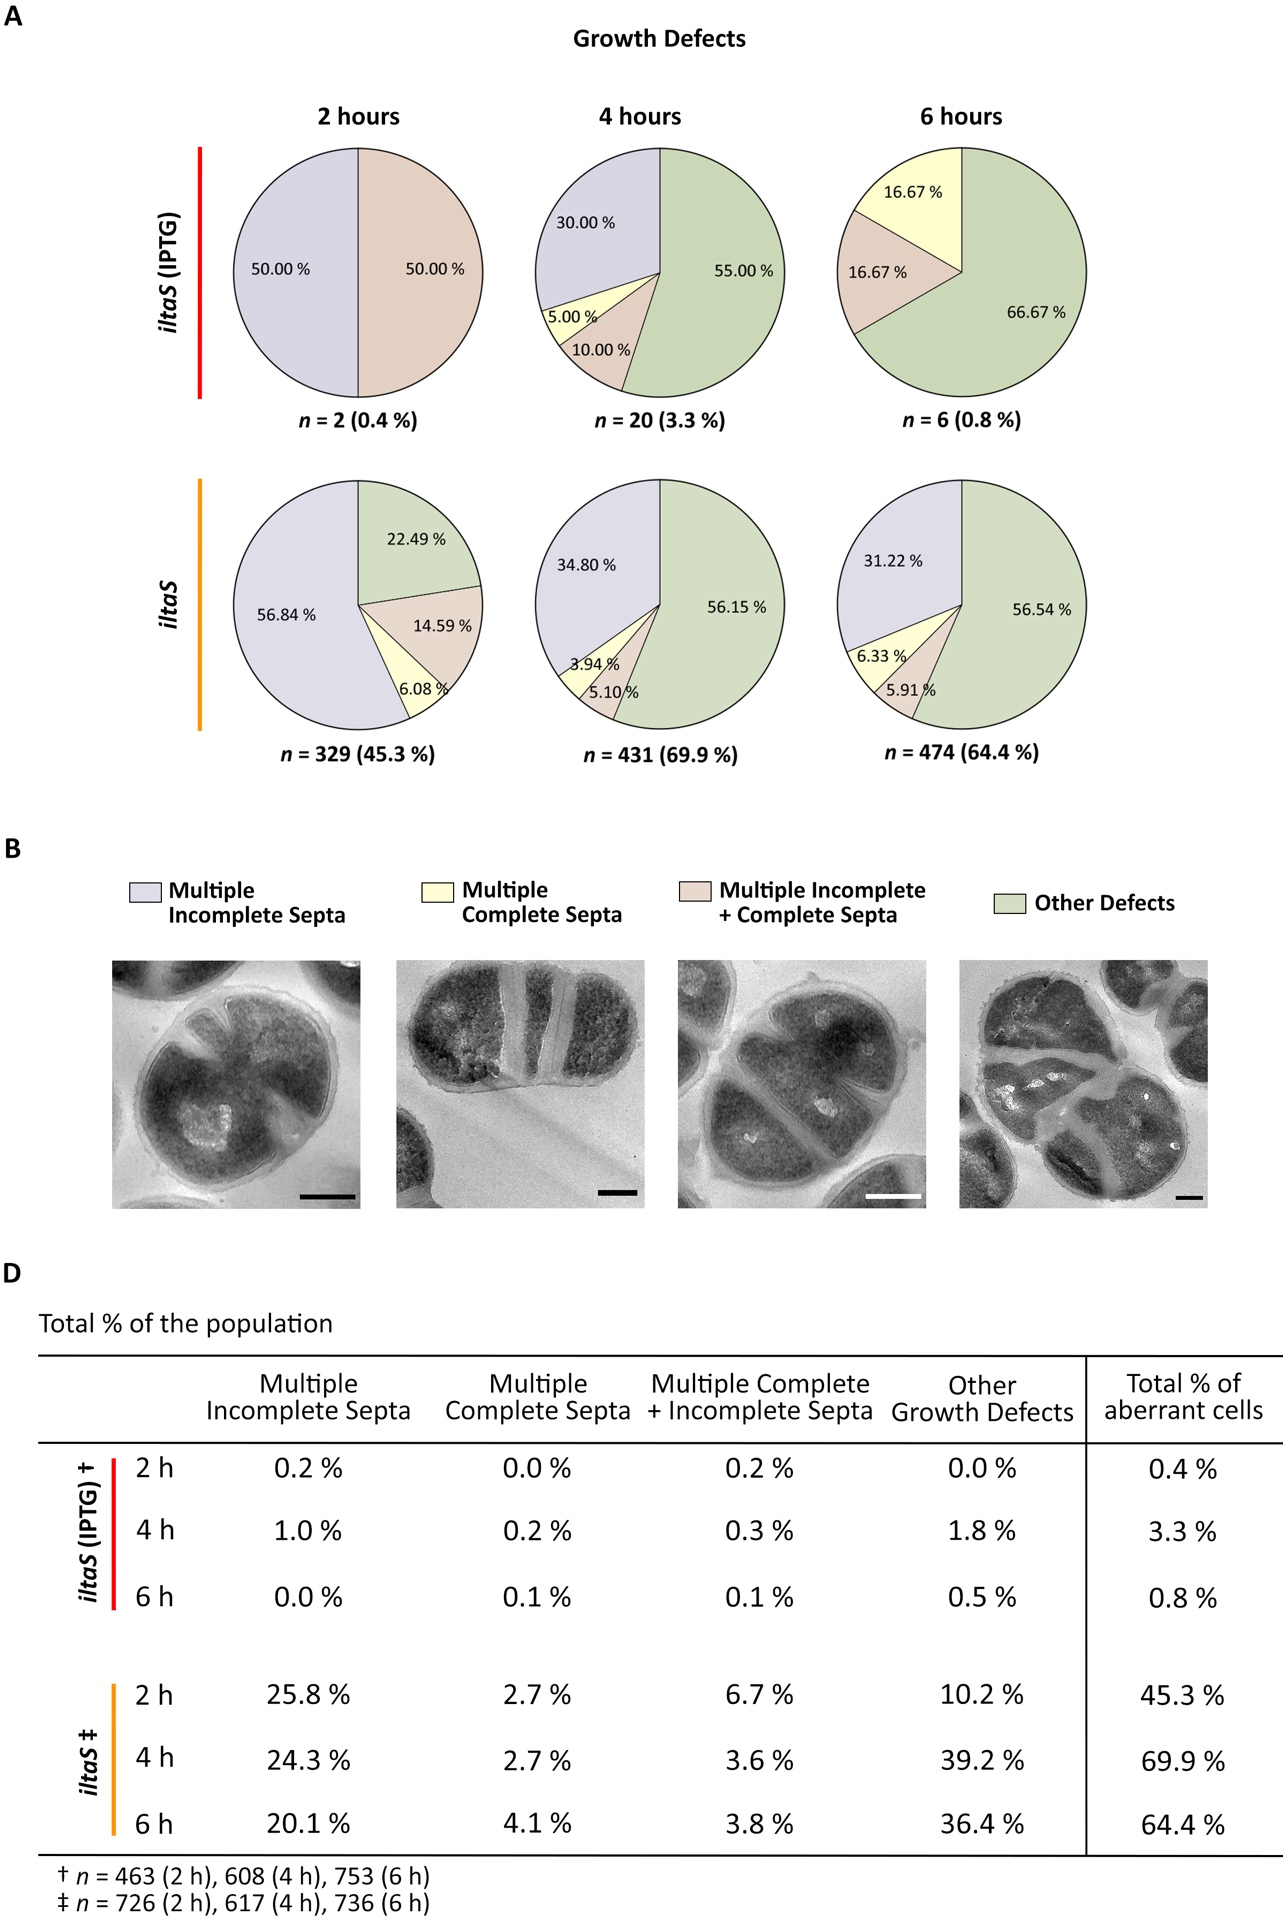 A
Growth Defects
2 hours
4 hours
6 hours
iltaS (IPTG)
50.00 %
50.00 %
30.00 %
55.00 %
5.00 %
10.00 %
16.67 %
16.67 %
66.67 %
n = 2 (0.4 %)
n = 20 (3.3 %)
n = 6 (0.8 %)
iltaS
22.49 %
56.84 %
14.59 %
6.08 %
34.80 %
56.15 %
3.94 %
5.10 %
31.22 %
56.54 %
6.33 %
5.91 %
n = 329 (45.3 %)
n = 431 (69.9 %)
n = 474 (64.4 %)
B
Multiple
Incomplete Septa
Multiple
Complete Septa
Multiple Incomplete
+ Complete Septa
Other Defects
D
Total % of the population
Multiple
Incomplete Septa
Multiple
Complete Septa
Multiple Complete
+ Incomplete Septa
Other
Growth Defects
Total % of
aberrant cells
iltaS (IPTG) †
2 h 0.2 % 0.0 % 0.2 % 0.0 % 0.4 %
4 h 1.0 % 0.2 % 0.3 % 1.8 % 3.3 %
6 h 0.0 % 0.1 % 0.1 % 0.5 % 0.8 %
iltaS ‡
2 h 25.8 % 2.7 % 6.7 % 10.2 % 45.3 %
4 h 24.3 % 2.7 % 3.6 % 39.2 % 69.9 %
6 h 20.1 % 4.1 % 3.8 % 36.4 % 64.4 %
† n = 463 (2 h), 608 (4 h), 753 (6 h)
‡ n = 726 (2 h), 617 (4 h), 736 (6 h)